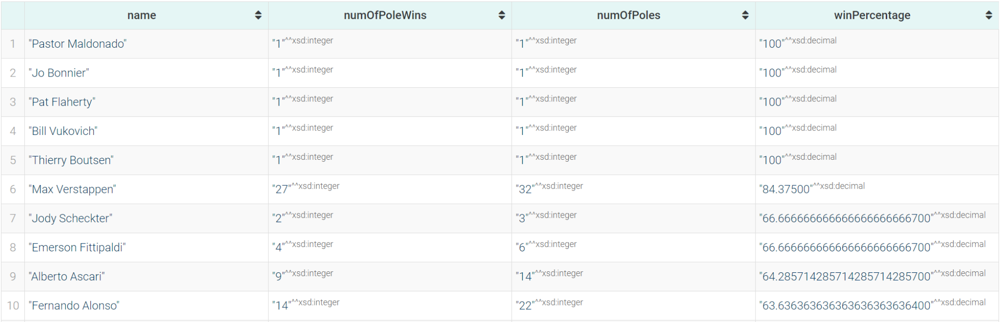 name numOfPoleWins numOfPoles winPercentage
1 "Pastor Maldonado" "1"^^xsd:integer "1"^^xsd:integer "100"^^xsd:decimal
2 "Jo Bonnier" "1"^^xsd:integer "1"^^xsd:integer "100"^^xsd:decimal
3 "Pat Flaherty" "1"^^xsd:integer "1"^^xsd:integer "100"^^xsd:decimal
4 "Bill Vukovich" "1"^^xsd:integer "1"^^xsd:integer "100"^^xsd:decimal
5 "Thierry Boutsen" "1"^^xsd:integer "1"^^xsd:integer "100"^^xsd:decimal
6 "Max Verstappen" "27"^^xsd:integer "32"^^xsd:integer "84.37500"^^xsd:decimal
7 "Jody Scheckter" "2"^^xsd:integer "3"^^xsd:integer "66.666666666666666666666700"^^xsd:decimal
8 "Emerson Fittipaldi" "4"^^xsd:integer "6"^^xsd:integer "66.666666666666666666666700"^^xsd:decimal
9 "Alberto Ascari" "9"^^xsd:integer "14"^^xsd:integer "64.285714285714285714285700"^^xsd:decimal
10 "Fernando Alonso" "14"^^xsd:integer "22"^^xsd:integer "63.636363636363636363636400"^^xsd:decimal